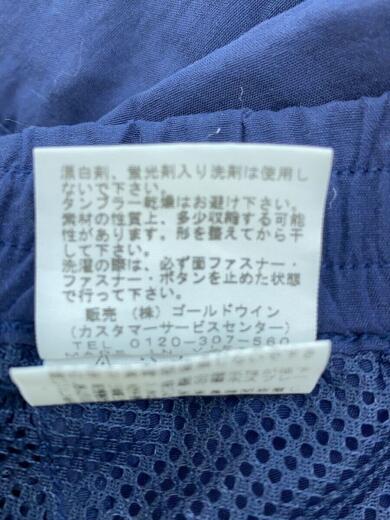 漂白剤、蛍光剤入り洗剤は使用し
ないで下さい。
タンブラー乾燥はお避け下さい。
素材の性質上、多少収縮する可能
性があります。形を整えてから干
して下さい。
洗濯の際は、必ず面ファスナー・
ファスナー・ボタンを止めた状態
で行って下さい。
販売 (株) ゴールドウイン
(カスタマーサービスセンター)
TEL 0120-307-560